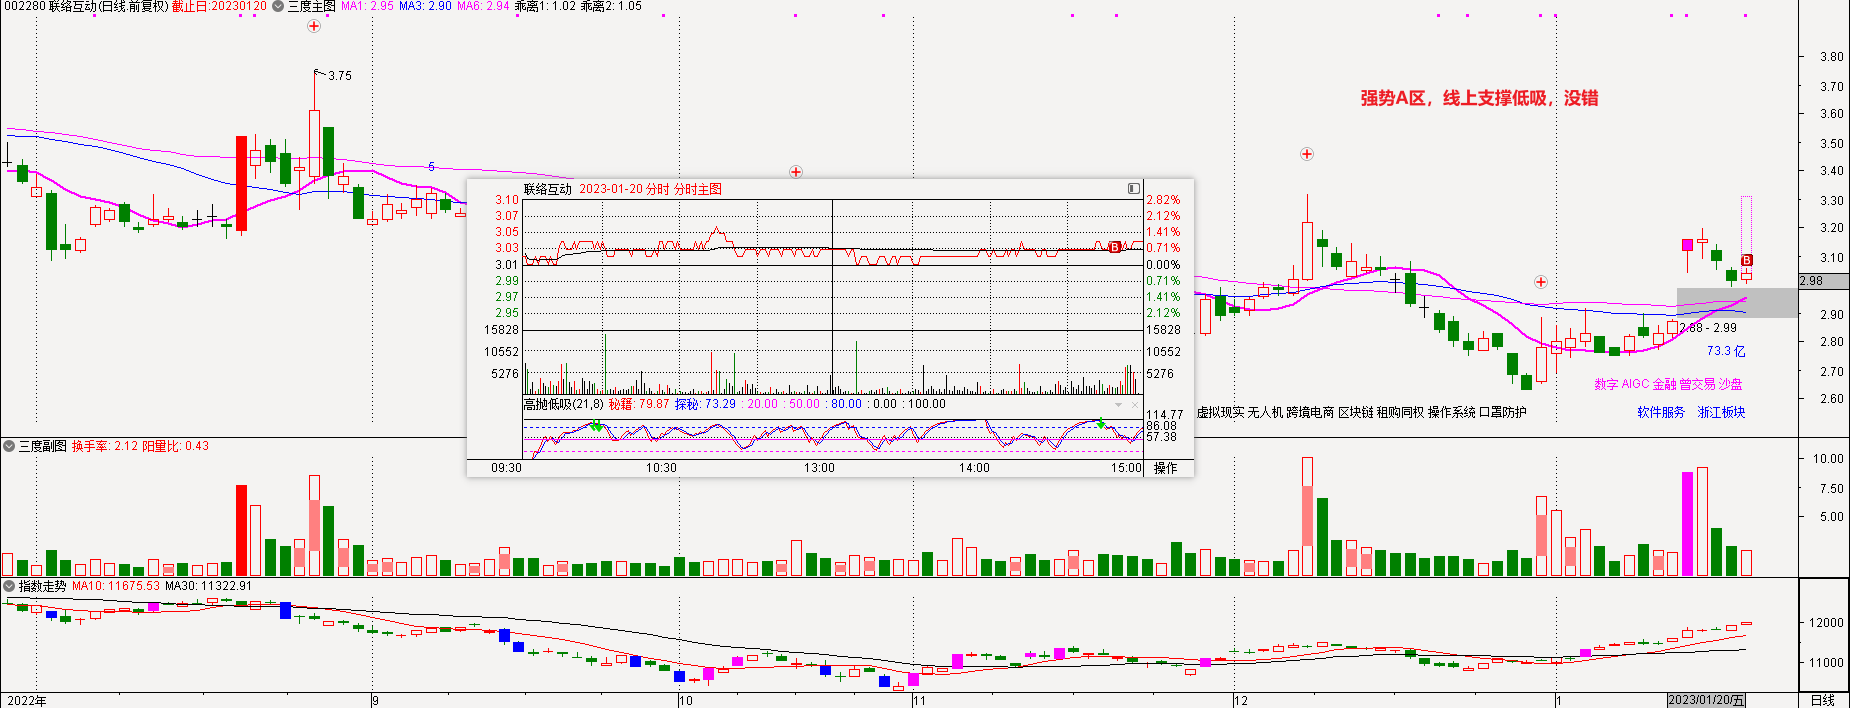 002280 联络互动(日线.前复权) 截止日:20230120 三度主图 MA1: 2.95 MA3: 2.90 MA6: 2.94 乖离1: 1.02 乖离2: 1.05
3.75
强势A区，线上支撑低吸，没错
3.80
3.70
3.60
3.50
3.40
3.30
3.20
3.10
2.98
2.90
2.80
2.70
2.60
5
B
2.88 - 2.99
73.3 亿
数字 AIGC 金融 曾交易 沙盘
虚拟现实 无人机 跨境电商 区块链 租购同权 操作系统 口罩防护
软件服务 浙江板块
联络互动 2023-01-20 分时 分时主图
3.10 2.82%
3.07 2.12%
3.05 1.41%
3.03 0.71%
3.01 0.00%
2.99 0.71%
2.97 1.41%
2.95 2.12%
B
15828 15828
10552 10552
5276 5276
高抛低吸(21,8) 秘籍: 79.87 探秘: 73.29 : 20.00 : 50.00 : 80.00 : 0.00 : 100.00
114.77
86.08
57.38
09:30 10:30 13:00 14:00 15:00 操作
三度副图 换手率: 2.12 阳量比: 0.43
10.00
7.50
5.00
指数走势 MA10: 11675.53 MA30: 11322.91
12000
11000
2022年 9 10 11 12 1 2023/01/20/五 日线